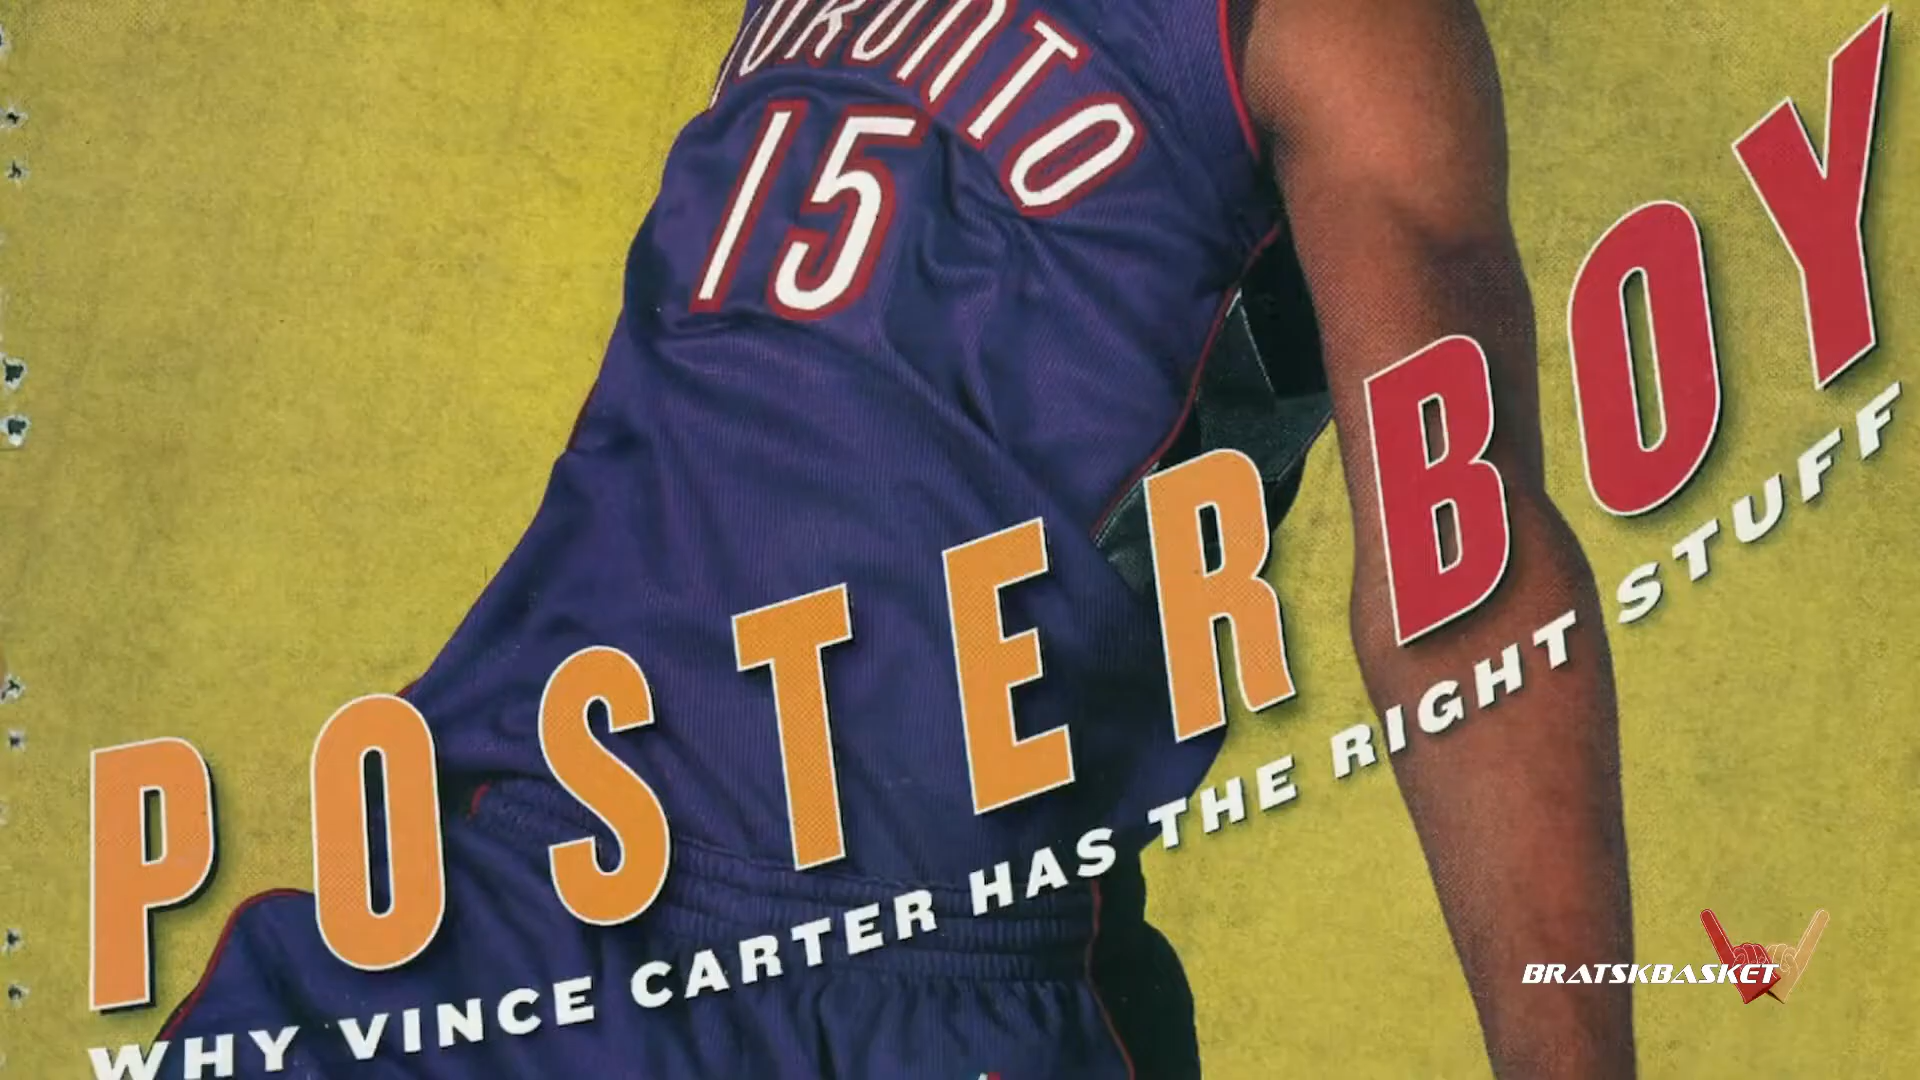 TORONTO
15
POSTER BOY
WHY VINCE CARTER HAS THE RIGHT STUFF
BRATSKBASKET